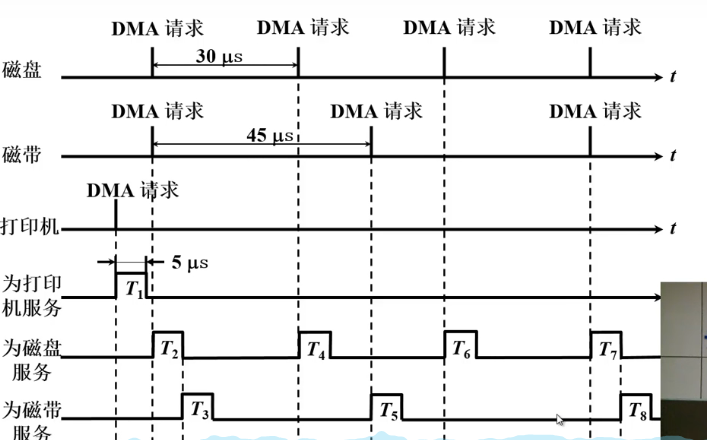 DMA 请求 DMA 请求 DMA 请求 DMA 请求
30 μs
磁盘 t
DMA 请求 DMA 请求 DMA 请求
45 μs
磁带 t
DMA 请求
打印机 t
5 μs
为打印 T1
机服务
为磁盘 T2 T4 T6 T7
服务
为磁带 T3 T5 T8
服务